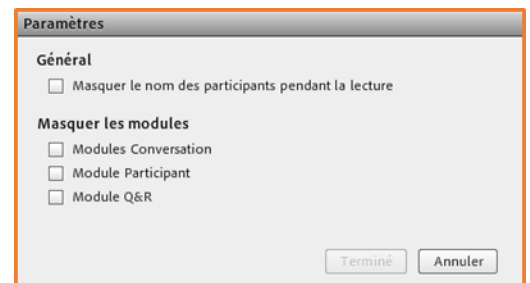 Paramètres
Général
Masquer le nom des participants pendant la lecture
Masquer les modules
Modules Conversation
Module Participant
Module Q&R
Terminé Annuler